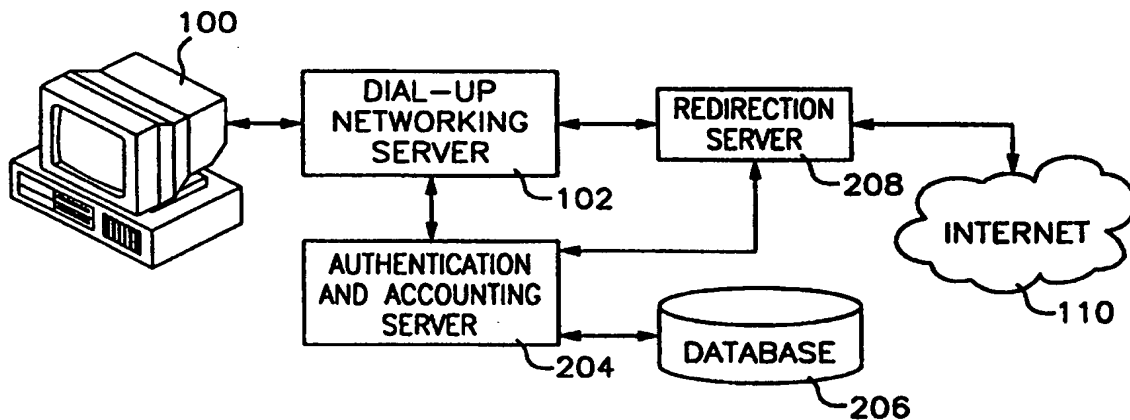 100
DIAL-UP
NETWORKING
SERVER
102
REDIRECTION
SERVER
208
INTERNET
110
AUTHENTICATION
AND ACCOUNTING
SERVER
204
DATABASE
206